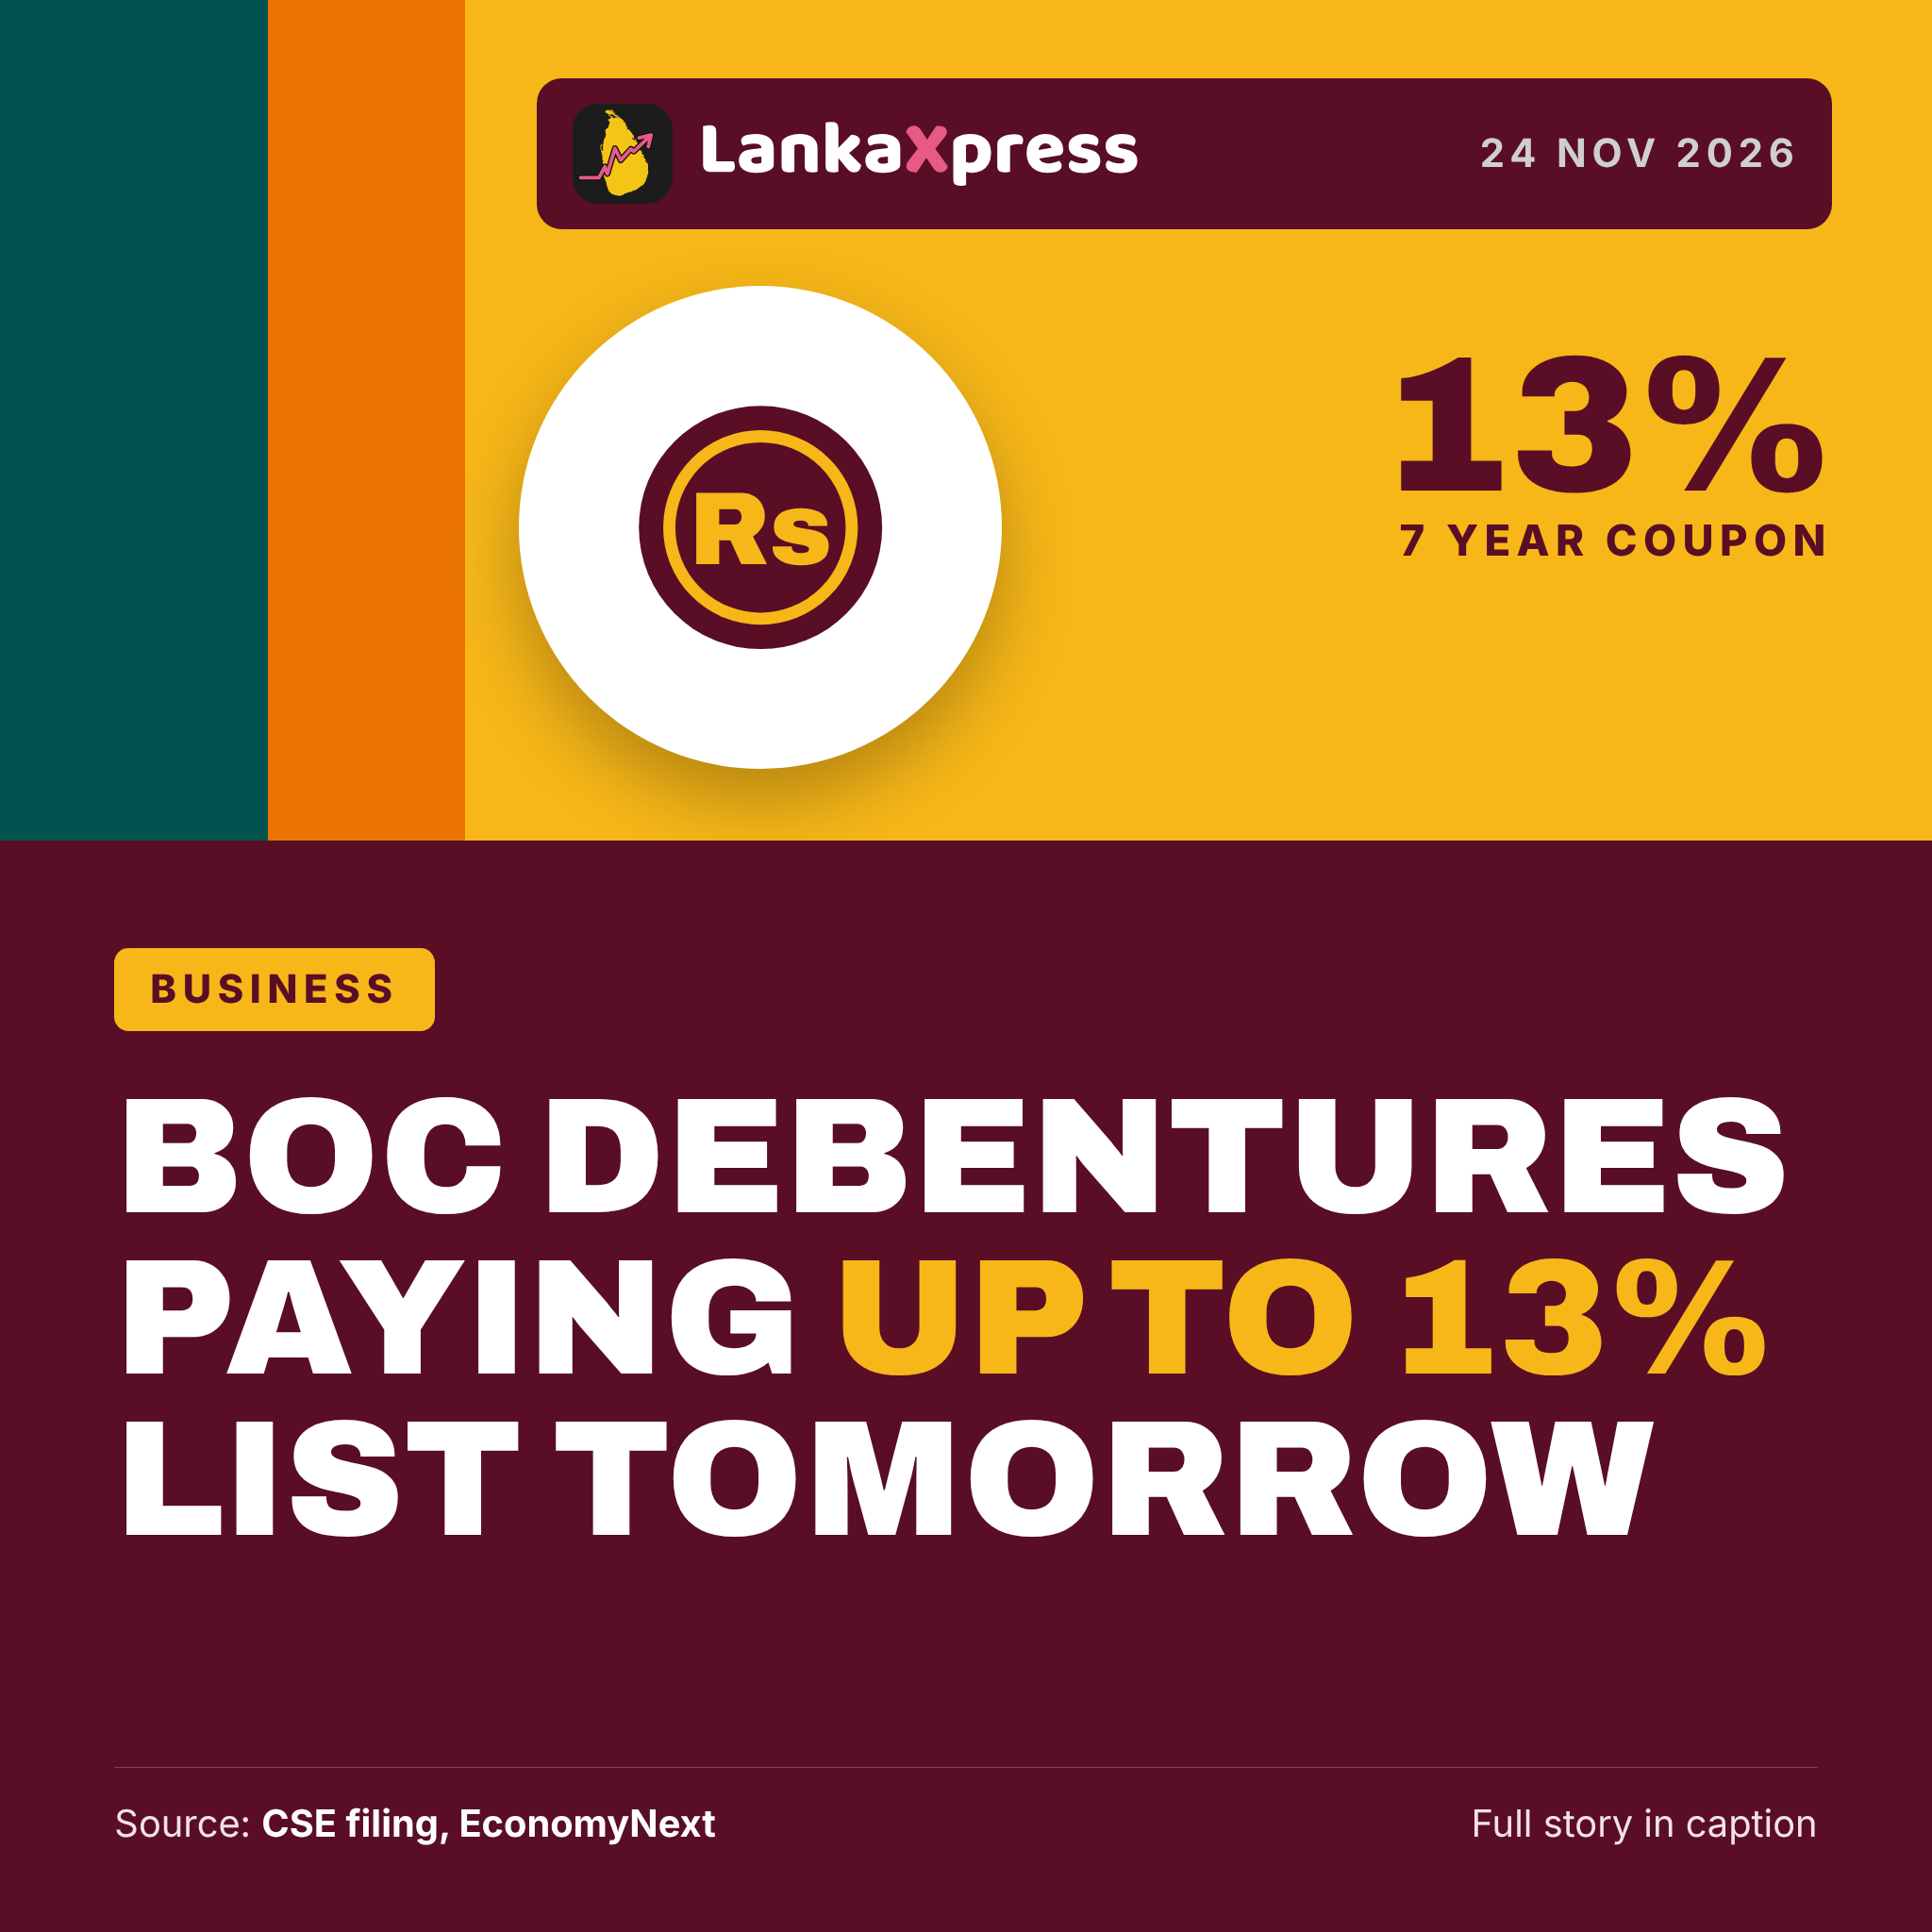 LankaXpress
24 NOV 2026
Rs
13%
7 YEAR COUPON
BUSINESS
BOC DEBENTURES
PAYING UP TO 13%
LIST TOMORROW
Source: CSE filing, EconomyNext
Full story in caption